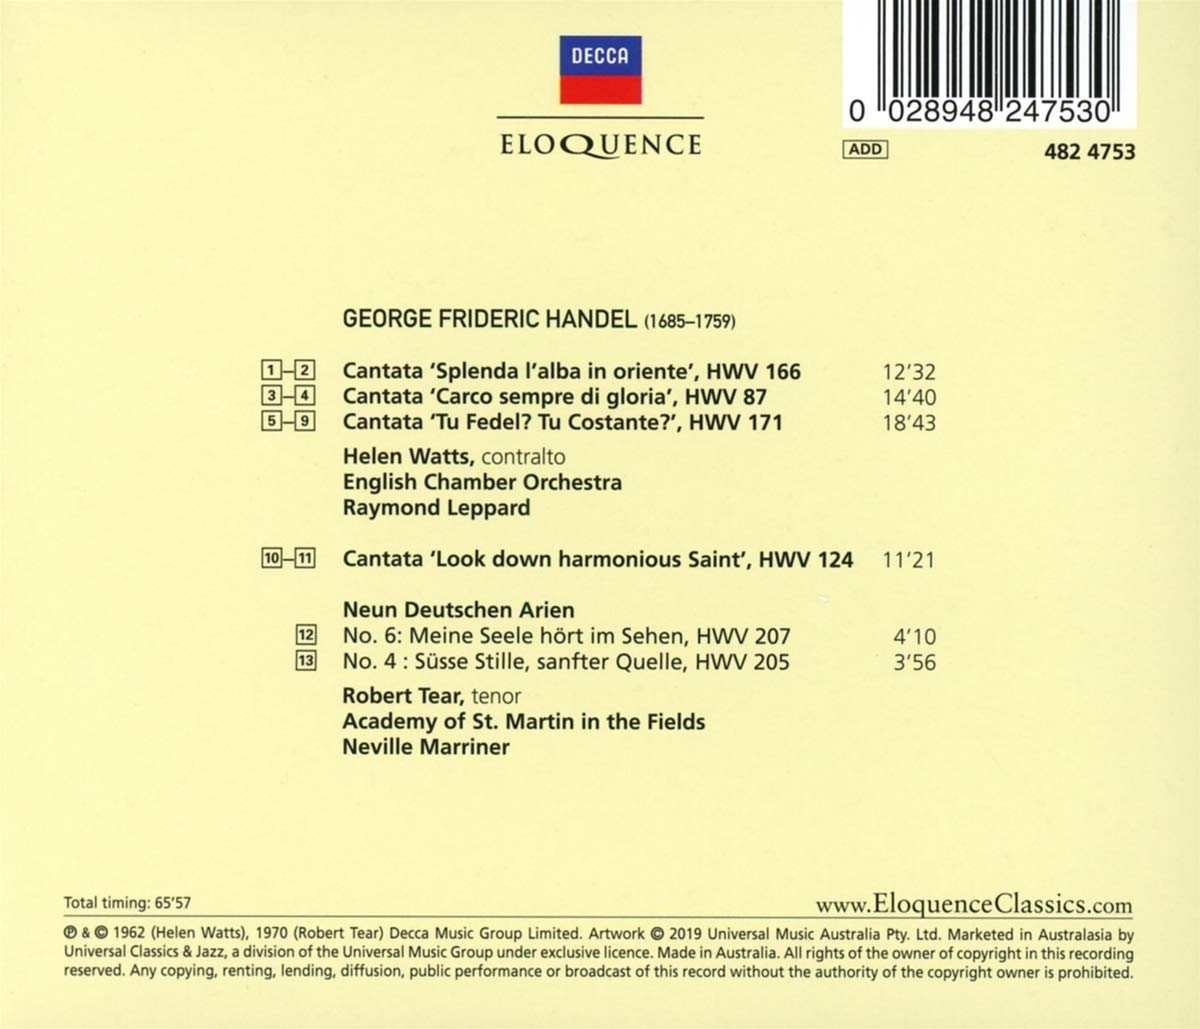 DECCA
ELOQUENCE
0 028948 247530
ADD
482 4753
GEORGE FRIDERIC HANDEL (1685–1759)
1–2 Cantata ‘Splenda l’alba in oriente’, HWV 166 12’32
3–4 Cantata ‘Carco sempre di gloria’, HWV 87 14’40
5–9 Cantata ‘Tu Fedel? Tu Costante?’, HWV 171 18’43
Helen Watts, contralto
English Chamber Orchestra
Raymond Leppard
10–11 Cantata ‘Look down harmonious Saint’, HWV 124 11’21
Neun Deutschen Arien
12 No. 6: Meine Seele hört im Sehen, HWV 207 4’10
13 No. 4 : Süsse Stille, sanfter Quelle, HWV 205 3’56
Robert Tear, tenor
Academy of St. Martin in the Fields
Neville Marriner
Total timing: 65’57
www.EloquenceClassics.com
℗ & © 1962 (Helen Watts), 1970 (Robert Tear) Decca Music Group Limited. Artwork © 2019 Universal Music Australia Pty. Ltd. Marketed in Australasia by
Universal Classics & Jazz, a division of the Universal Music Group under exclusive licence. Made in Australia. All rights of the owner of copyright in this recording
reserved. Any copying, renting, lending, diffusion, public performance or broadcast of this record without the authority of the copyright owner is prohibited.